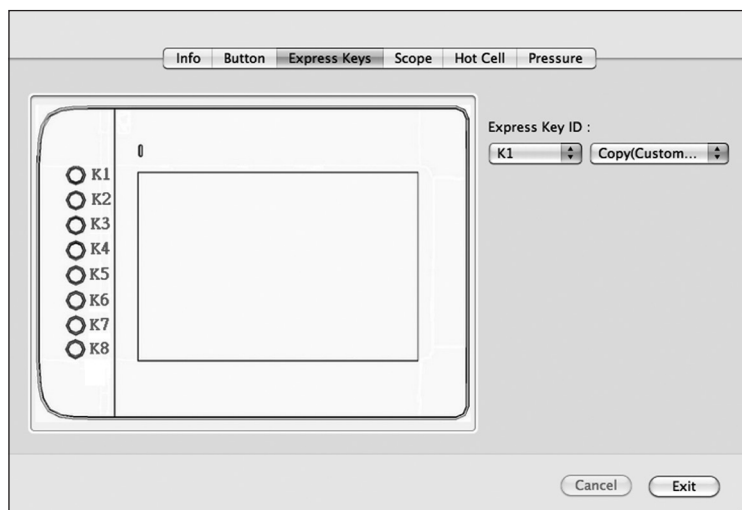 Info Button Express Keys Scope Hot Cell Pressure
Express Key ID :
K1 Copy(Custom...
K1
K2
K3
K4
K5
K6
K7
K8
Cancel Exit